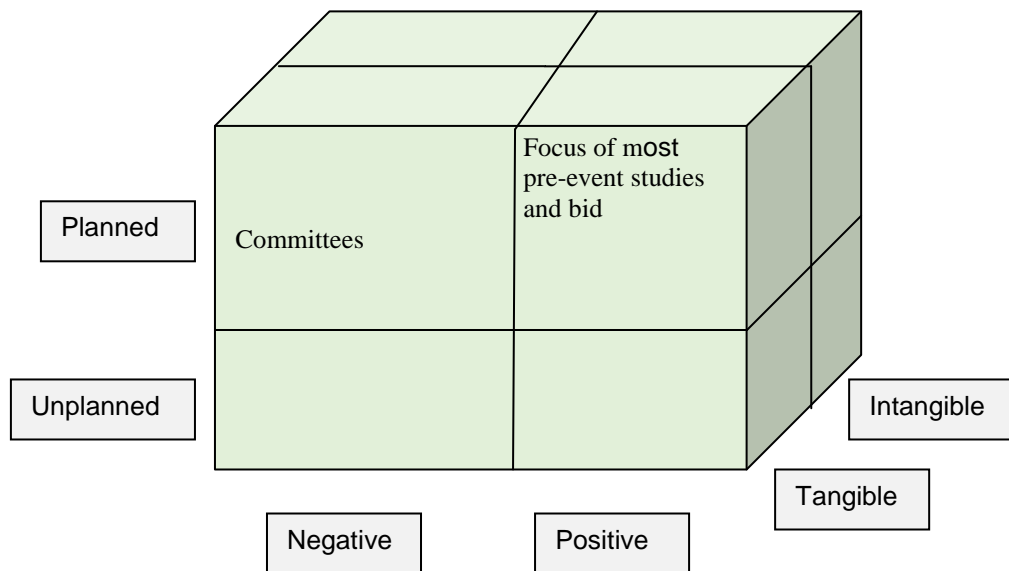 Focus of most
pre-event studies
and bid
Planned
Committees
Unplanned
Intangible
Tangible
Negative
Positive